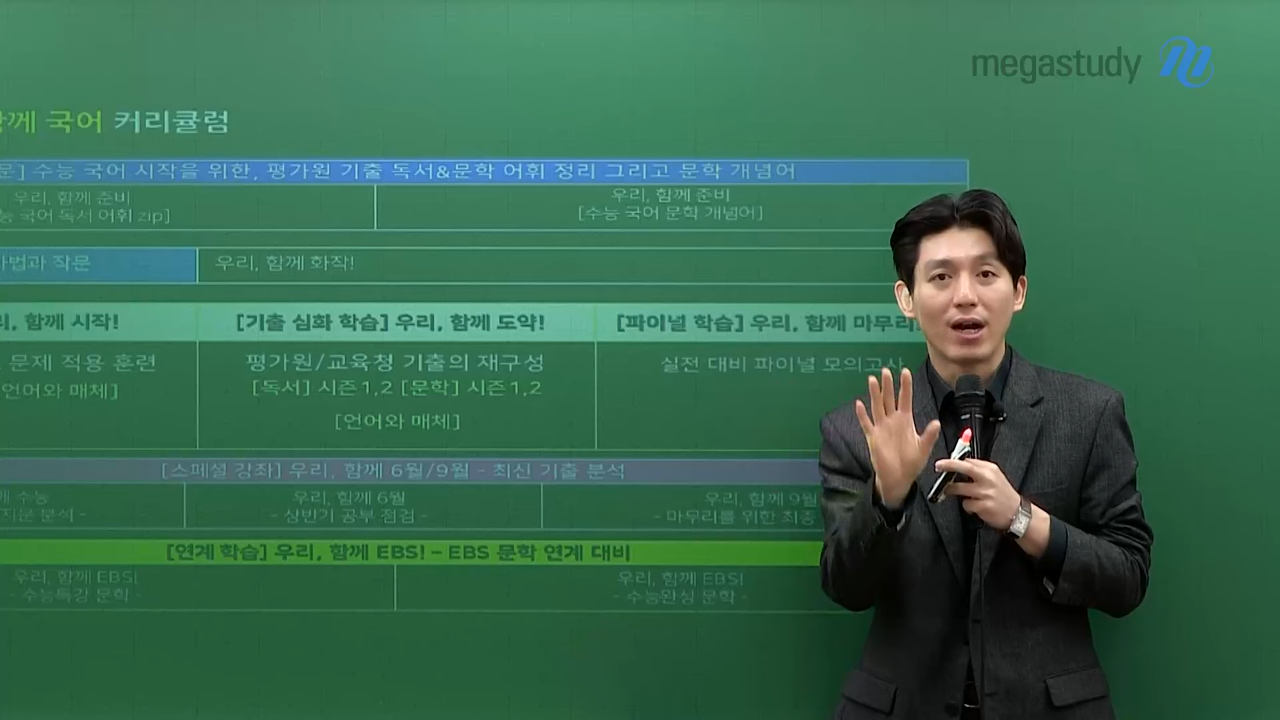 megastudy
함께 국어 커리큘럼
문] 수능 국어 시작을 위한, 평가원 기출 독서&문학 어휘 정리 그리고 문학 개념어
우리, 함께 준비
능 국어 독서 어휘 zip]
우리, 함께 준비
[수능 국어 문학 개념어]
작문
우리, 함께 화작!
함께 시작!
[기출 심화 학습] 우리, 함께 도약!
[파이널 학습] 우리, 함께 마무리!
문제 적용 훈련
언어와 매체]
평가원/교육청 기출의 재구성
[독서] 시즌1,2 [문학] 시즌1,2
[언어와 매체]
실전 대비 파이널 모의고사
[스페셜 강좌] 우리, 함께 6월/9월 - 최신 기출 분석
수능
지문 분석 -
우리, 함께 6월
- 상반기 공부 점검 -
우리, 함께 9월
- 마무리를 위한 최종
[연계 학습] 우리, 함께 EBS! - EBS 문학 연계 대비
우리, 함께 EBS!
- 수능특강 문학 -
우리, 함께 EBS!
- 수능완성 문학 -